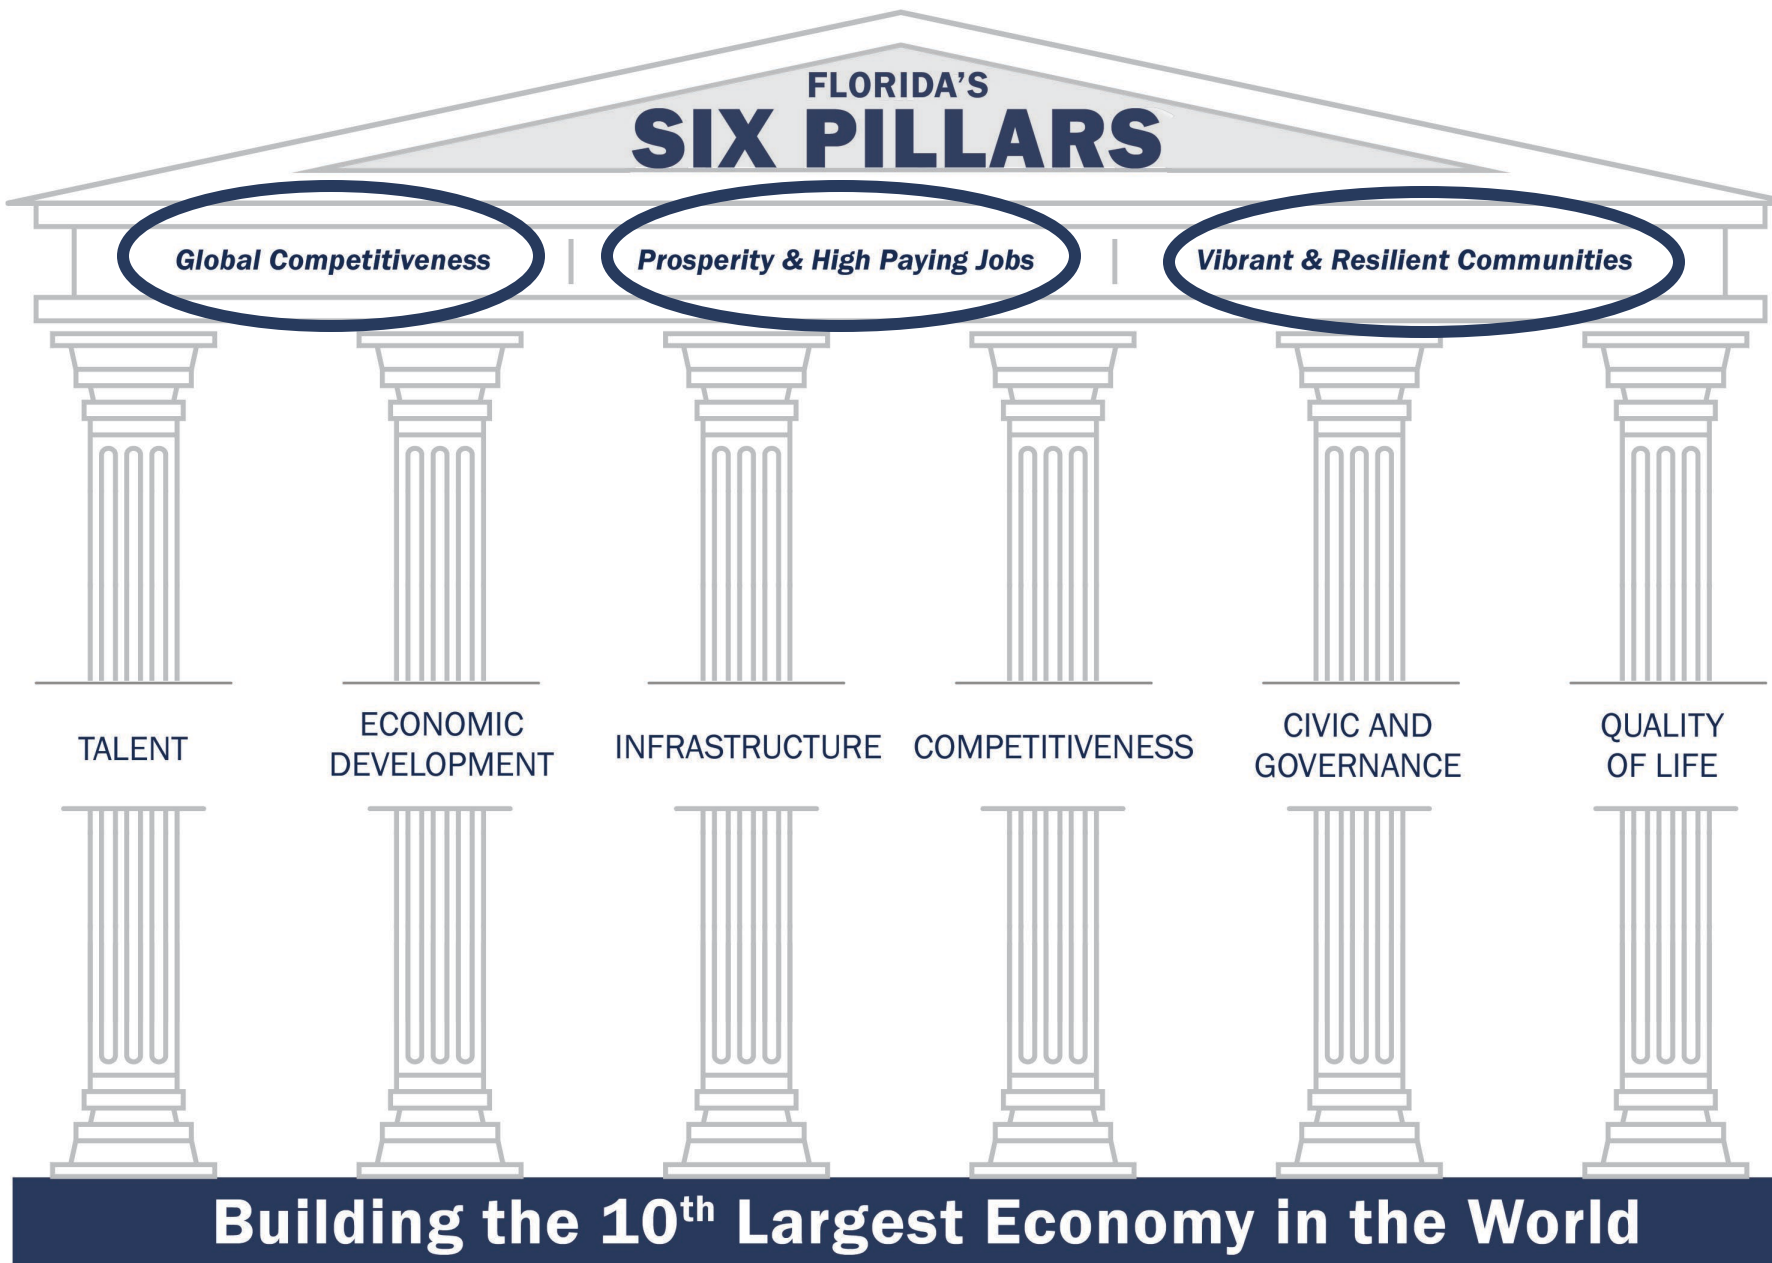 FLORIDA'S
SIX PILLARS
Global Competitiveness | Prosperity & High Paying Jobs | Vibrant & Resilient Communities
TALENT
ECONOMIC
DEVELOPMENT
INFRASTRUCTURE
COMPETITIVENESS
CIVIC AND
GOVERNANCE
QUALITY
OF LIFE
Building the 10th Largest Economy in the World